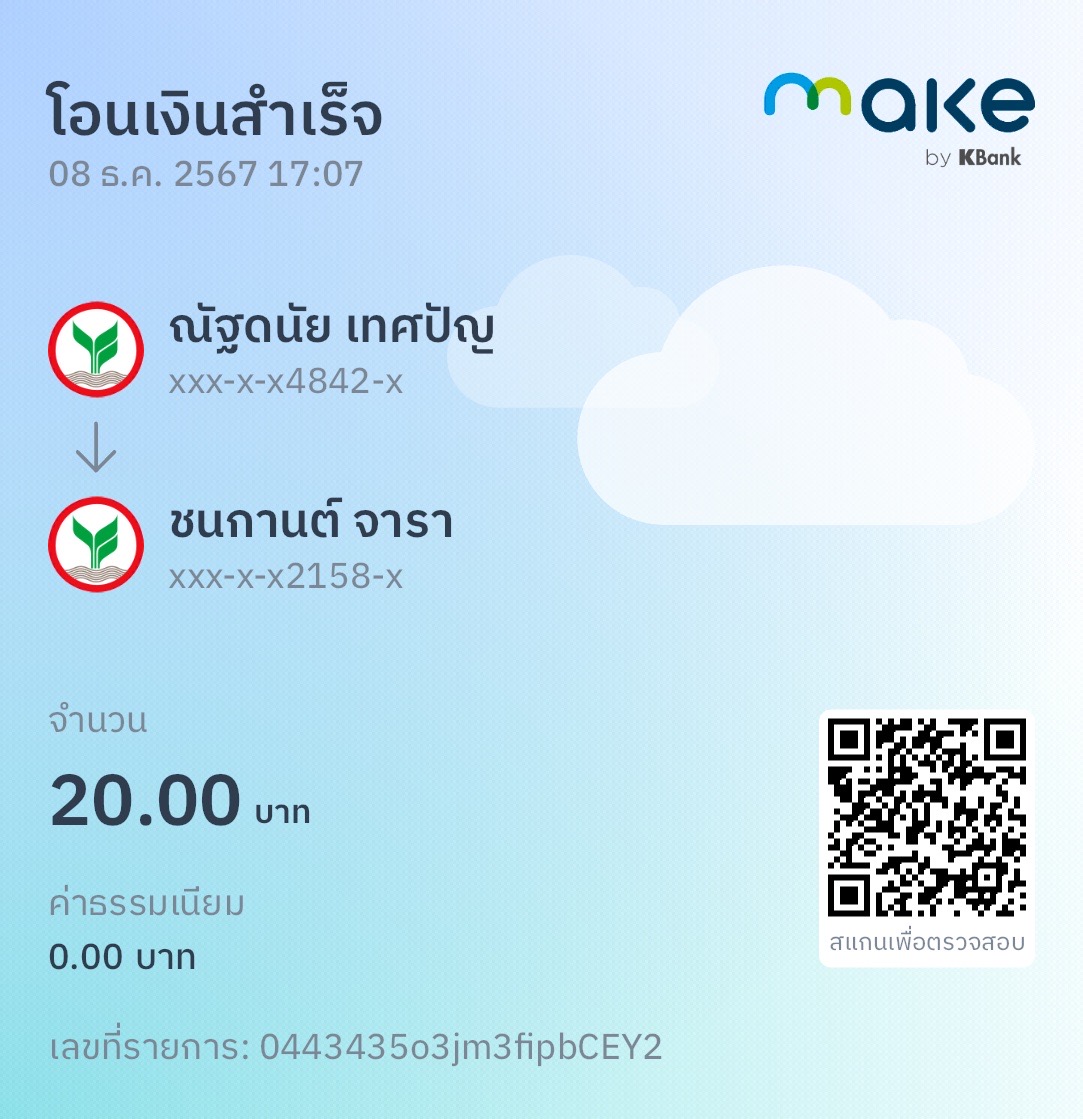 โอนเงินสำเร็จ
make
08 ธ.ค. 2567 17:07
by KBank
ณัฐดนัย เทศปัญ
xxx-x-x4842-x
ชนกานต์ จารา
xxx-x-x2158-x
จำนวน
20.00 บาท
ค่าธรรมเนียม
0.00 บาท
สแกนเพื่อตรวจสอบ
เลขที่รายการ: 0443435o3jm3fipbCEY2